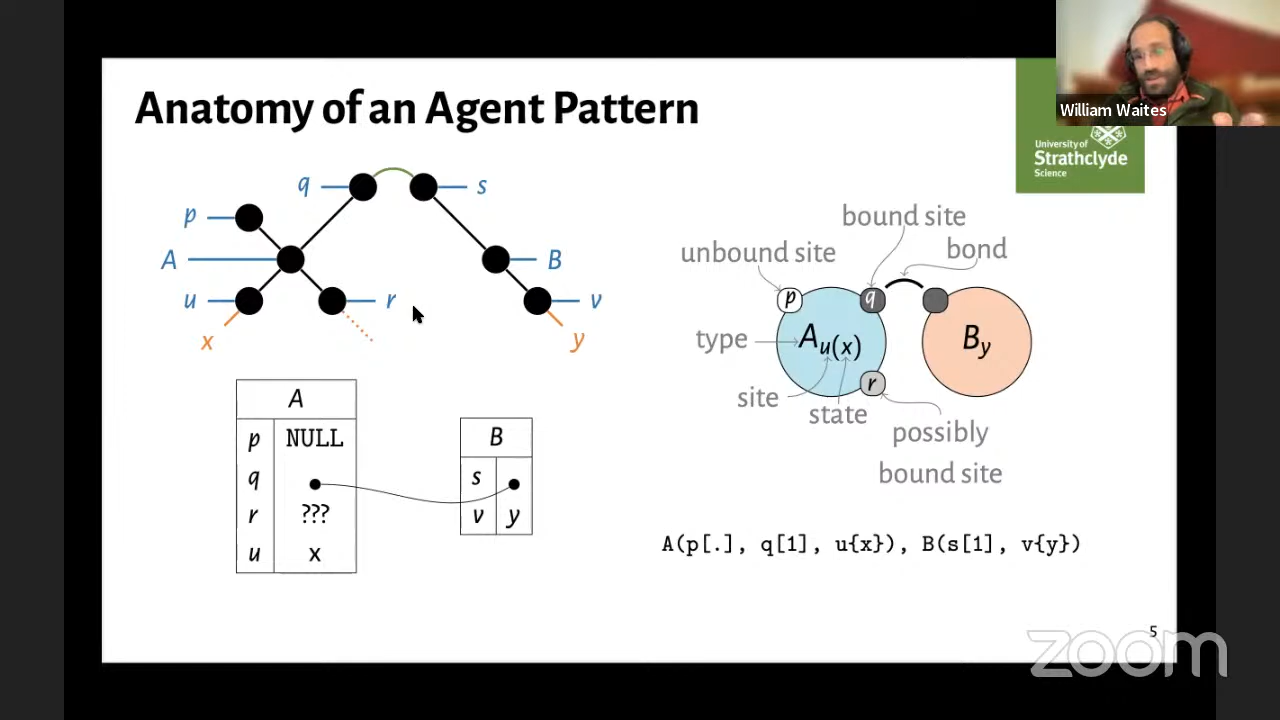 Anatomy of an Agent Pattern
William Waites
University of
Strathclyde
Science
q
s
p
A
B
u
r
v
x
y
bound site
unbound site
bond
p
q
type
A u(x)
B y
site
r
state
possibly
bound site
A
p NULL
q
r ???
u x
B
s
v y
A(p[.], q[1], u{x}), B(s[1], v{y})
5
zoom